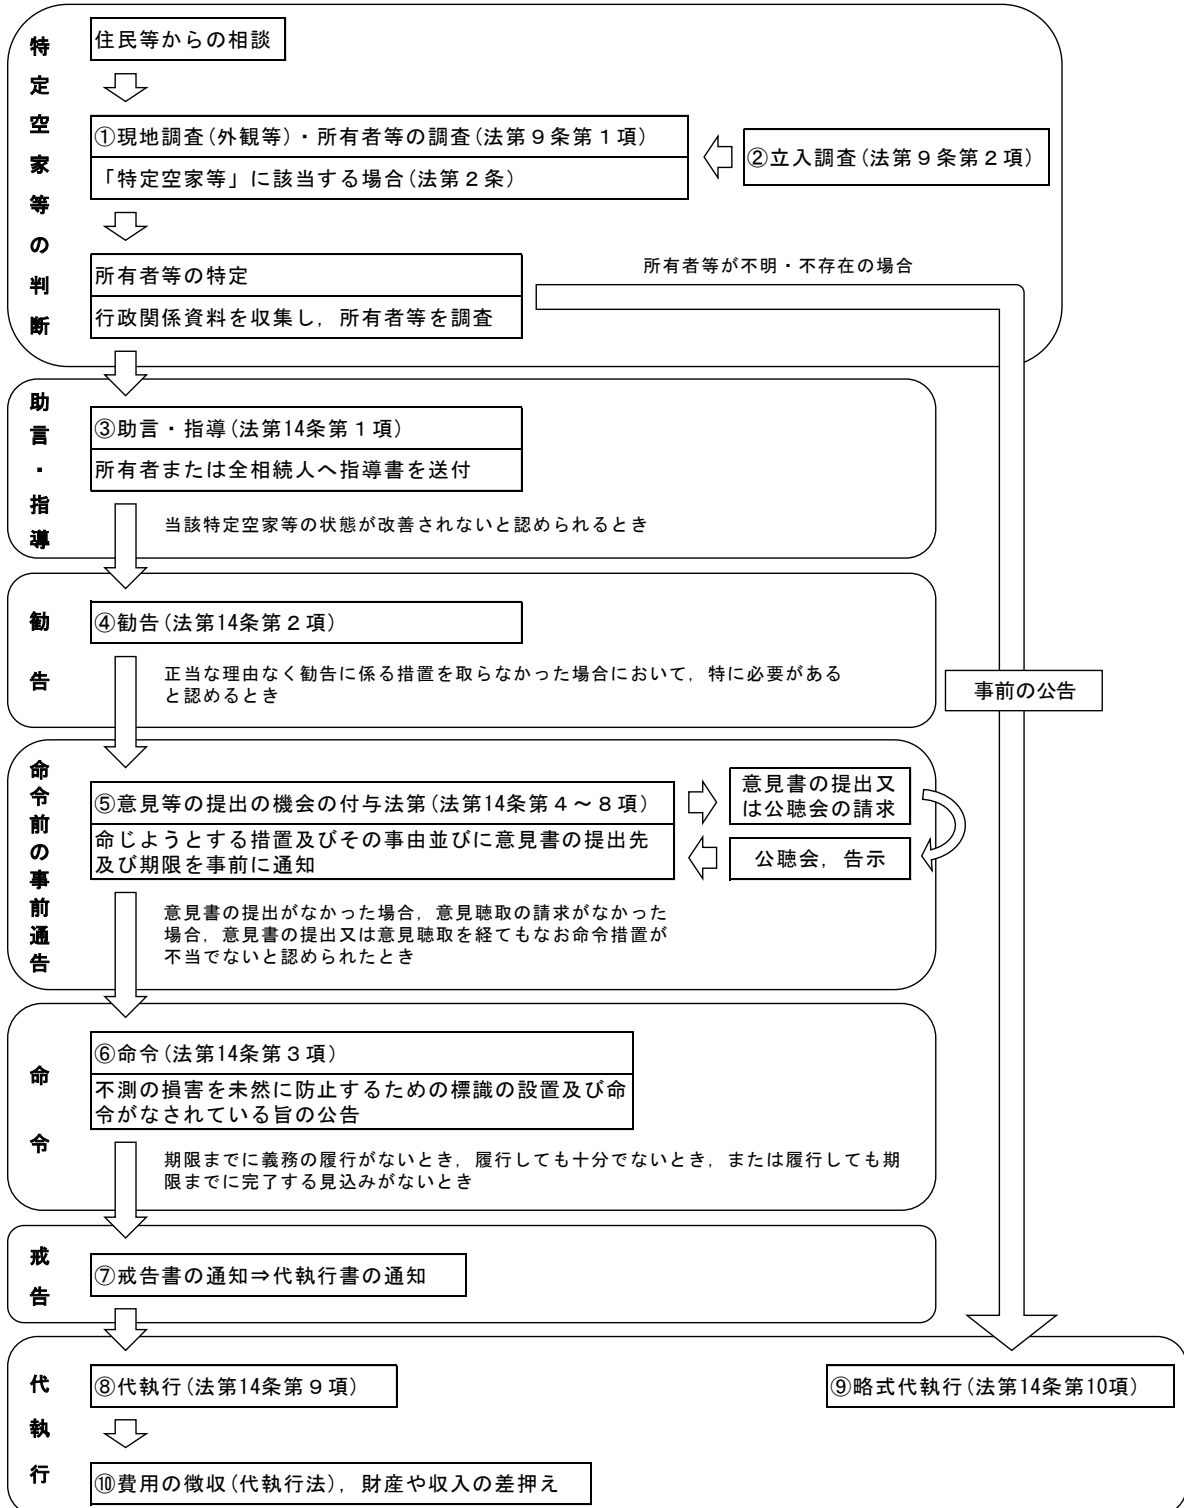 特定空家等の判断
住民等からの相談
①現地調査(外観等)・所有者等の調査(法第９条第１項)
「特定空家等」に該当する場合(法第２条)
②立入調査(法第９条第２項)
所有者等の特定
行政関係資料を収集し，所有者等を調査
所有者等が不明・不存在の場合
助言・指導
③助言・指導(法第14条第１項)
所有者または全相続人へ指導書を送付
当該特定空家等の状態が改善されないと認められるとき
勧告
④勧告(法第14条第２項)
正当な理由なく勧告に係る措置を取らなかった場合において，特に必要がある
と認めるとき
事前の公告
命令前の事前通告
⑤意見等の提出の機会の付与法第(法第14条第４～８項)
命じようとする措置及びその事由並びに意見書の提出先
及び期限を事前に通知
意見書の提出又
は公聴会の請求
公聴会，告示
意見書の提出がなかった場合，意見聴取の請求がなかった
場合，意見書の提出又は意見聴取を経てもなお命令措置が
不当でないと認められたとき
命令
⑥命令(法第14条第３項)
不測の損害を未然に防止するための標識の設置及び命
令がなされている旨の公告
期限までに義務の履行がないとき，履行しても十分でないとき，または履行しても期
限までに完了する見込みがないとき
戒告
⑦戒告書の通知⇒代執行書の通知
代執行
⑧代執行(法第14条第９項)
⑨略式代執行(法第14条第10項)
⑩費用の徴収(代執行法)，財産や収入の差押え